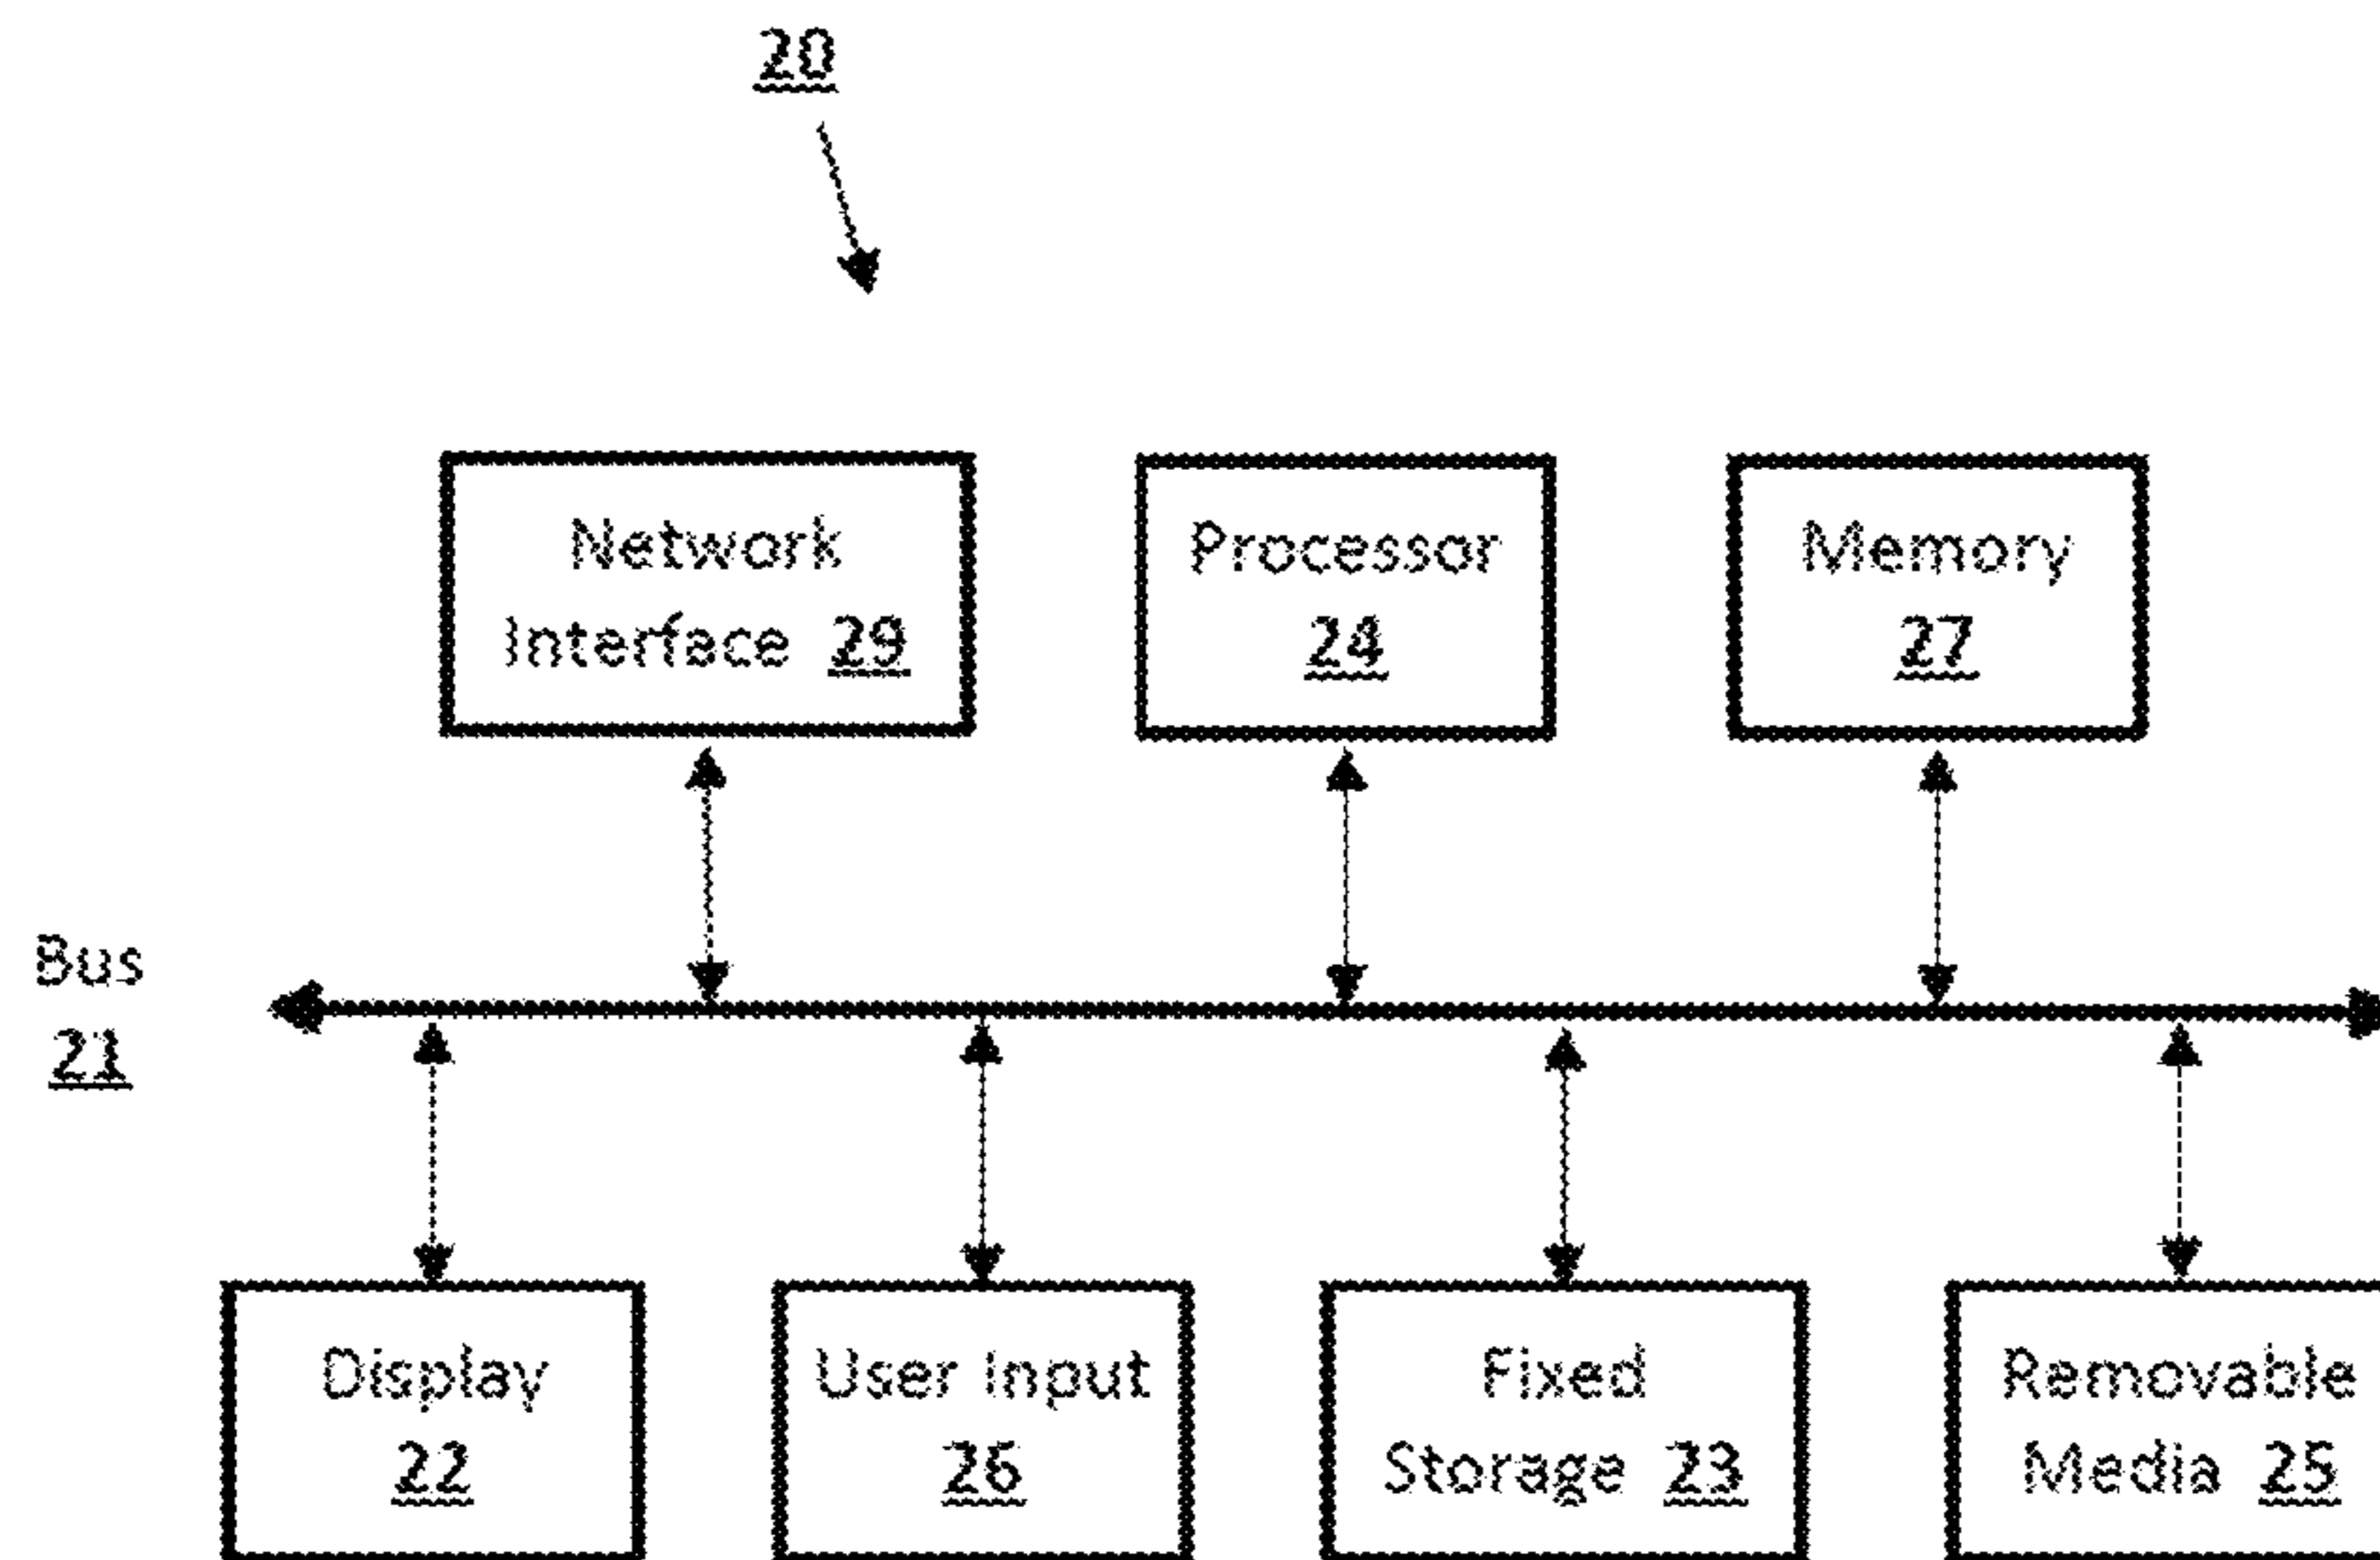 20
Network
Interface 29
Processor
24
Memory
27
Bus
21
Display
22
User Input
26
Fixed
Storage 23
Removable
Media 25